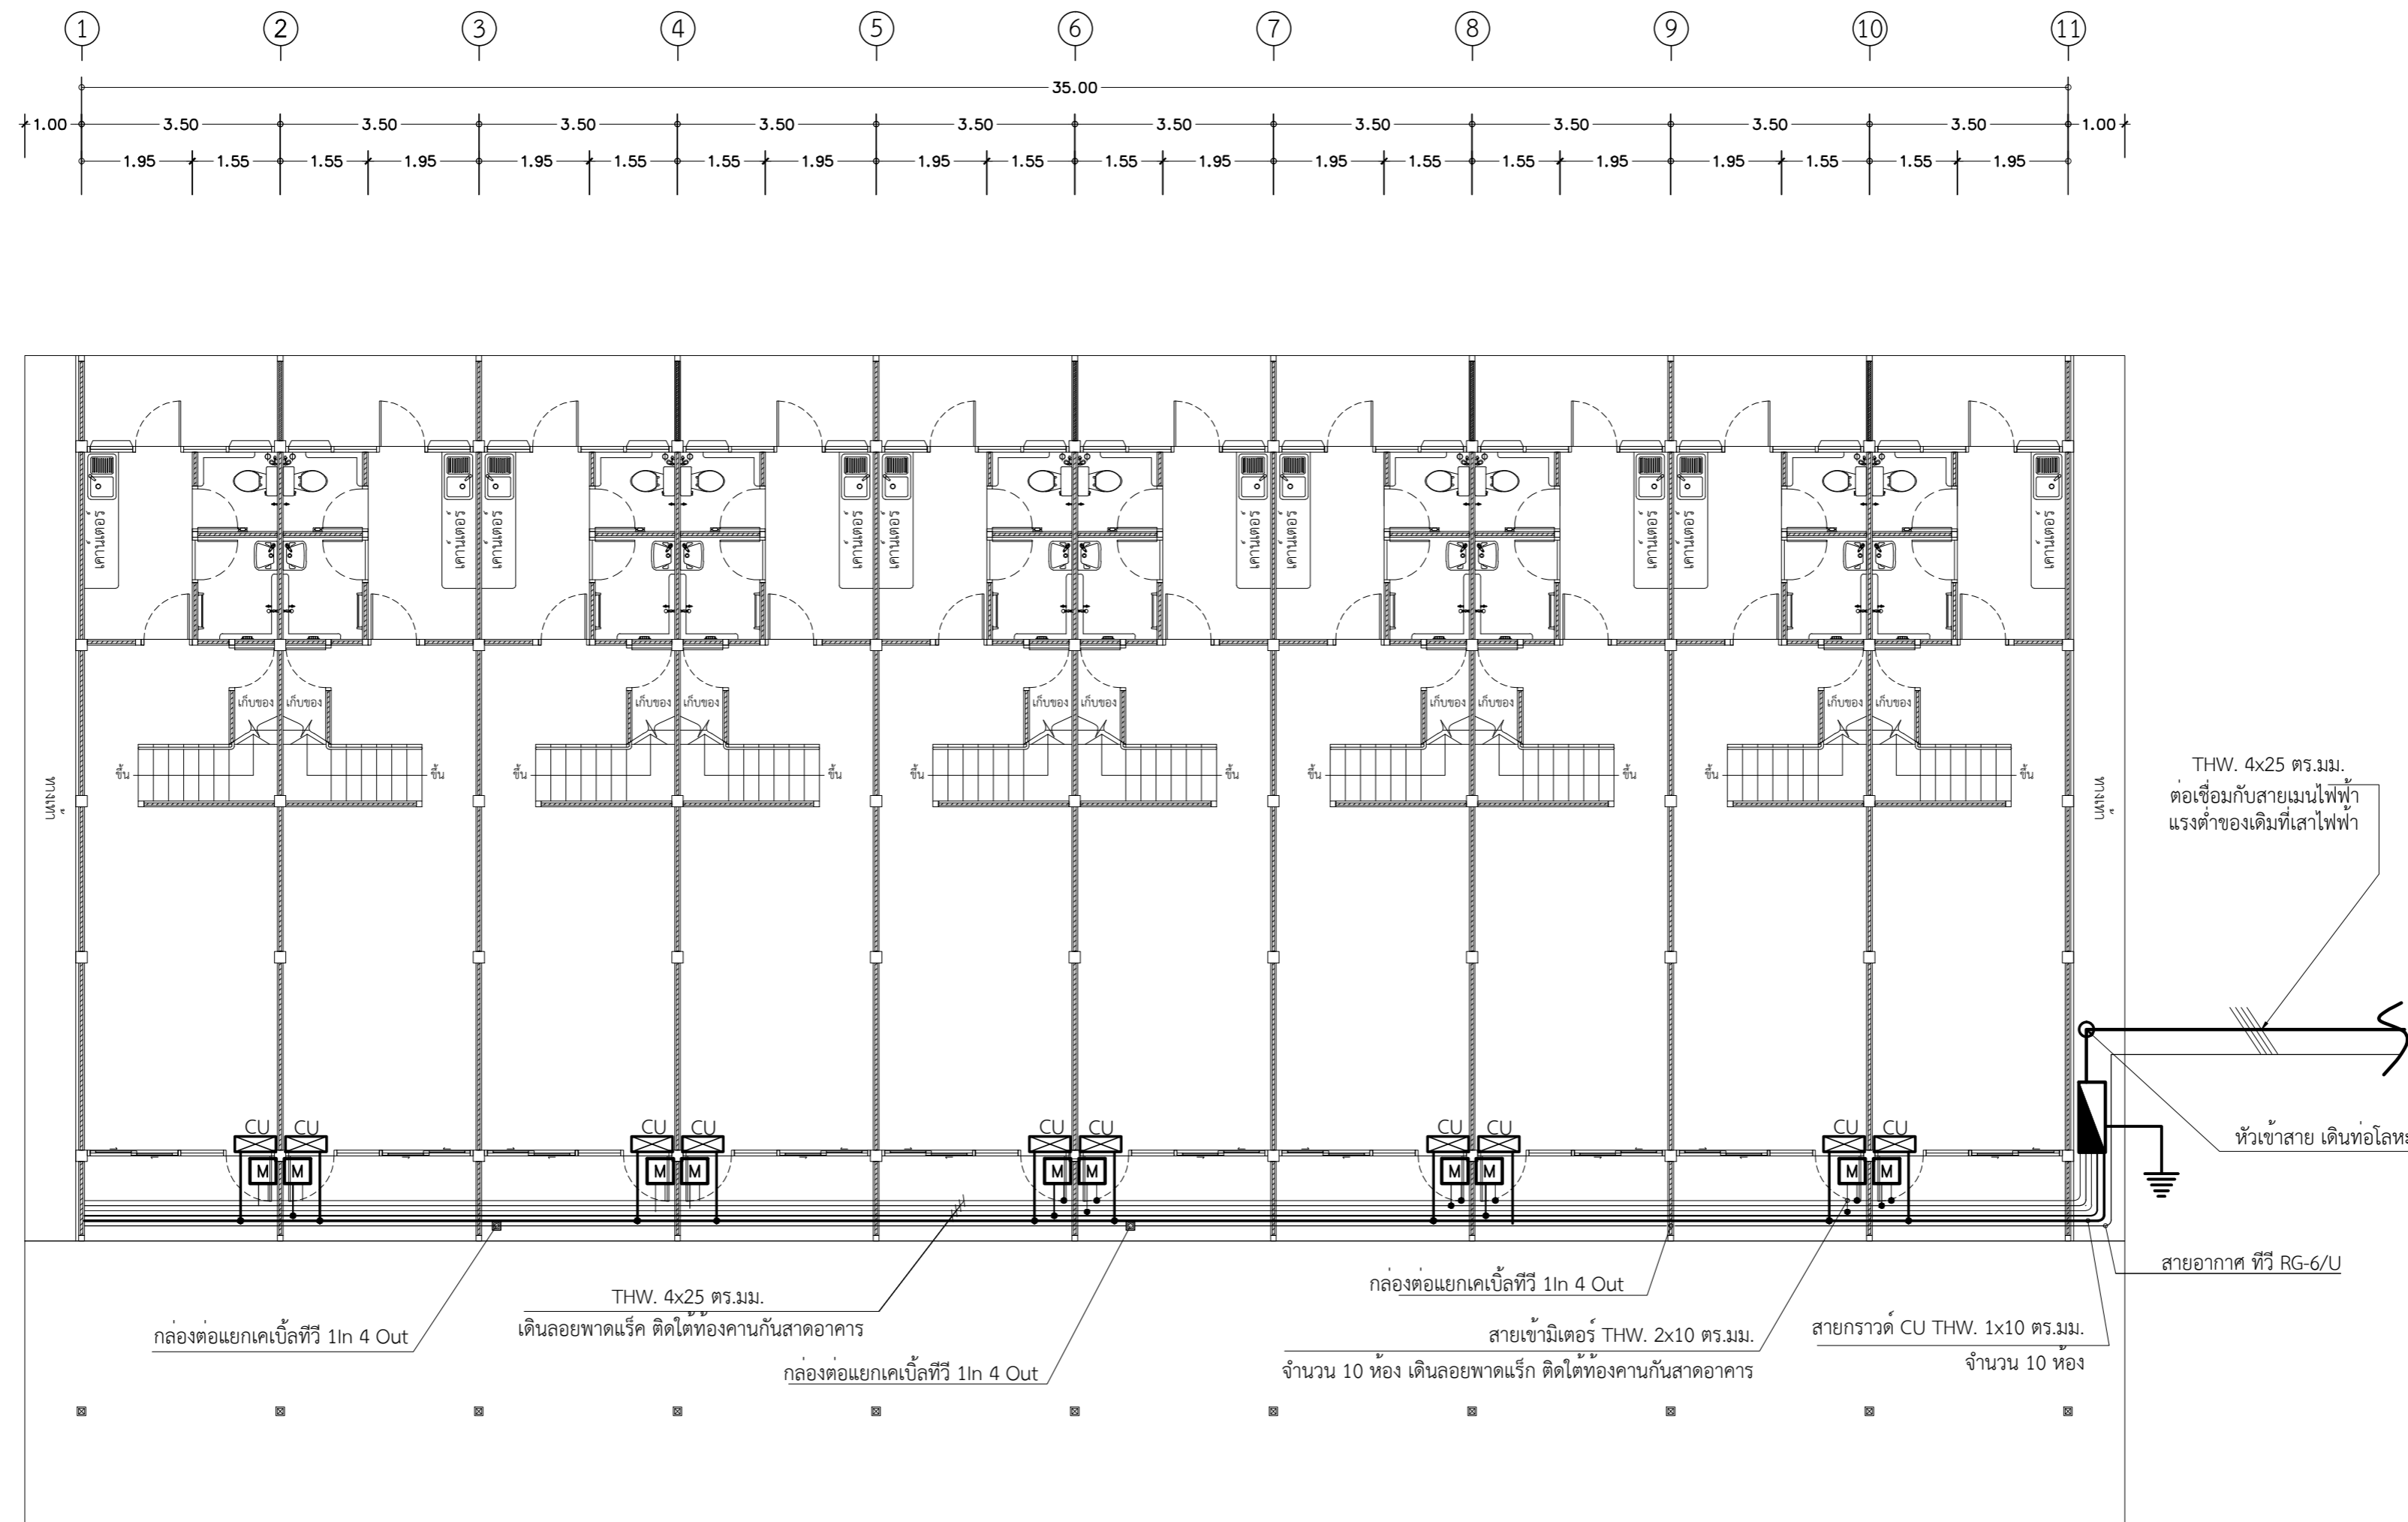 1 2 3 4 5 6 7 8 9 10 11
35.00
1.00 3.50 3.50 3.50 3.50 3.50 3.50 3.50 3.50 3.50 3.50 1.00
1.95 1.55 1.55 1.95 1.95 1.55 1.55 1.95 1.95 1.55 1.55 1.95 1.95 1.55 1.55 1.95 1.95 1.55 1.55 1.95
เคาน์เตอร์ เคาน์เตอร์ เคาน์เตอร์ เคาน์เตอร์ เคาน์เตอร์ เคาน์เตอร์ เคาน์เตอร์ เคาน์เตอร์ เคาน์เตอร์ เคาน์เตอร์
เก็บของ เก็บของ เก็บของ เก็บของ เก็บของ เก็บของ เก็บของ เก็บของ เก็บของ เก็บของ
ขึ้น ขึ้น ขึ้น ขึ้น ขึ้น ขึ้น ขึ้น ขึ้น ขึ้น ขึ้น
ทางเท้า ทางเท้า
THW. 4x25 ตร.มม.
ต่อเชื่อมกับสายเมนไฟฟ้า
แรงต่ำของเดิมที่เสาไฟฟ้า
CU CU CU CU CU CU CU CU CU CU
M M M M M M M M M M
หัวเข้าสาย เดินท่อโลหะ
สายอากาศ ทีวี RG-6/U
THW. 4x25 ตร.มม.
เดินลอยพาดแร็ค ติดใต้ท้องคานกันสาดอาคาร
กล่องต่อแยกเคเบิ้ลทีวี 1In 4 Out
กล่องต่อแยกเคเบิ้ลทีวี 1In 4 Out
กล่องต่อแยกเคเบิ้ลทีวี 1In 4 Out
สายเข้ามิเตอร์ THW. 2x10 ตร.มม.
จำนวน 10 ห้อง เดินลอยพาดแร็ก ติดใต้ท้องคานกันสาดอาคาร
สายกราวด์ CU THW. 1x10 ตร.มม.
จำนวน 10 ห้อง